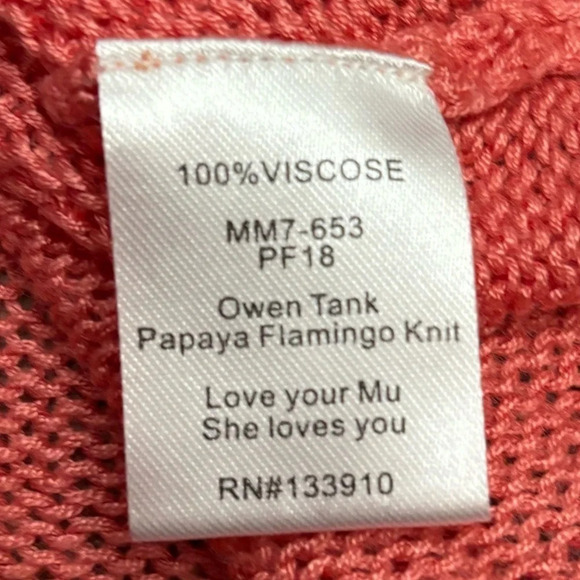 100%VISCOSE
MM7-653
PF18
Owen Tank
Papaya Flamingo Knit
Love your Mu
She loves you
RN#133910